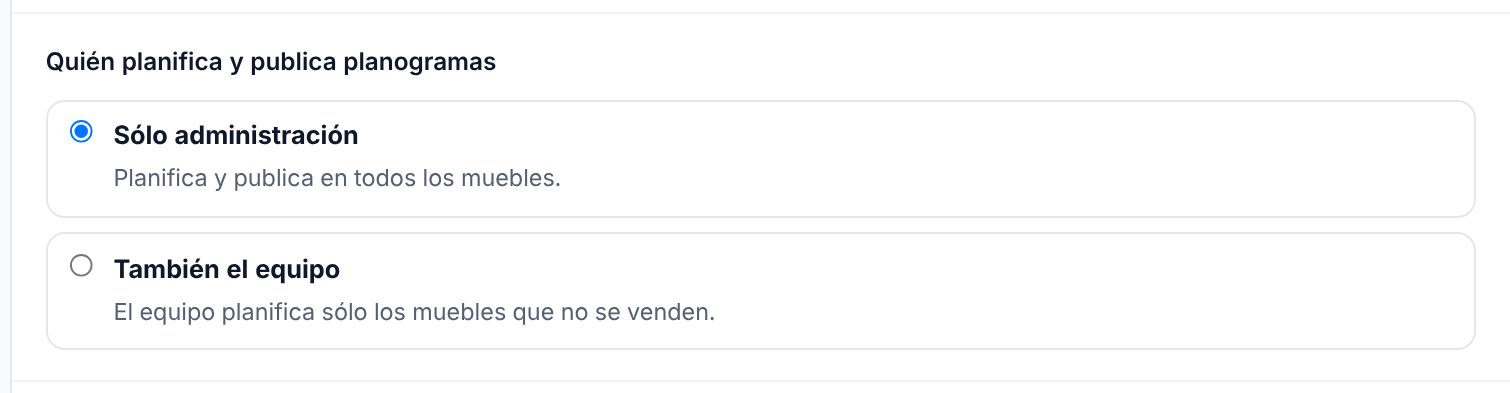 Quién planifica y publica planogramas
Sólo administración
Planifica y publica en todos los muebles.
También el equipo
El equipo planifica sólo los muebles que no se venden.